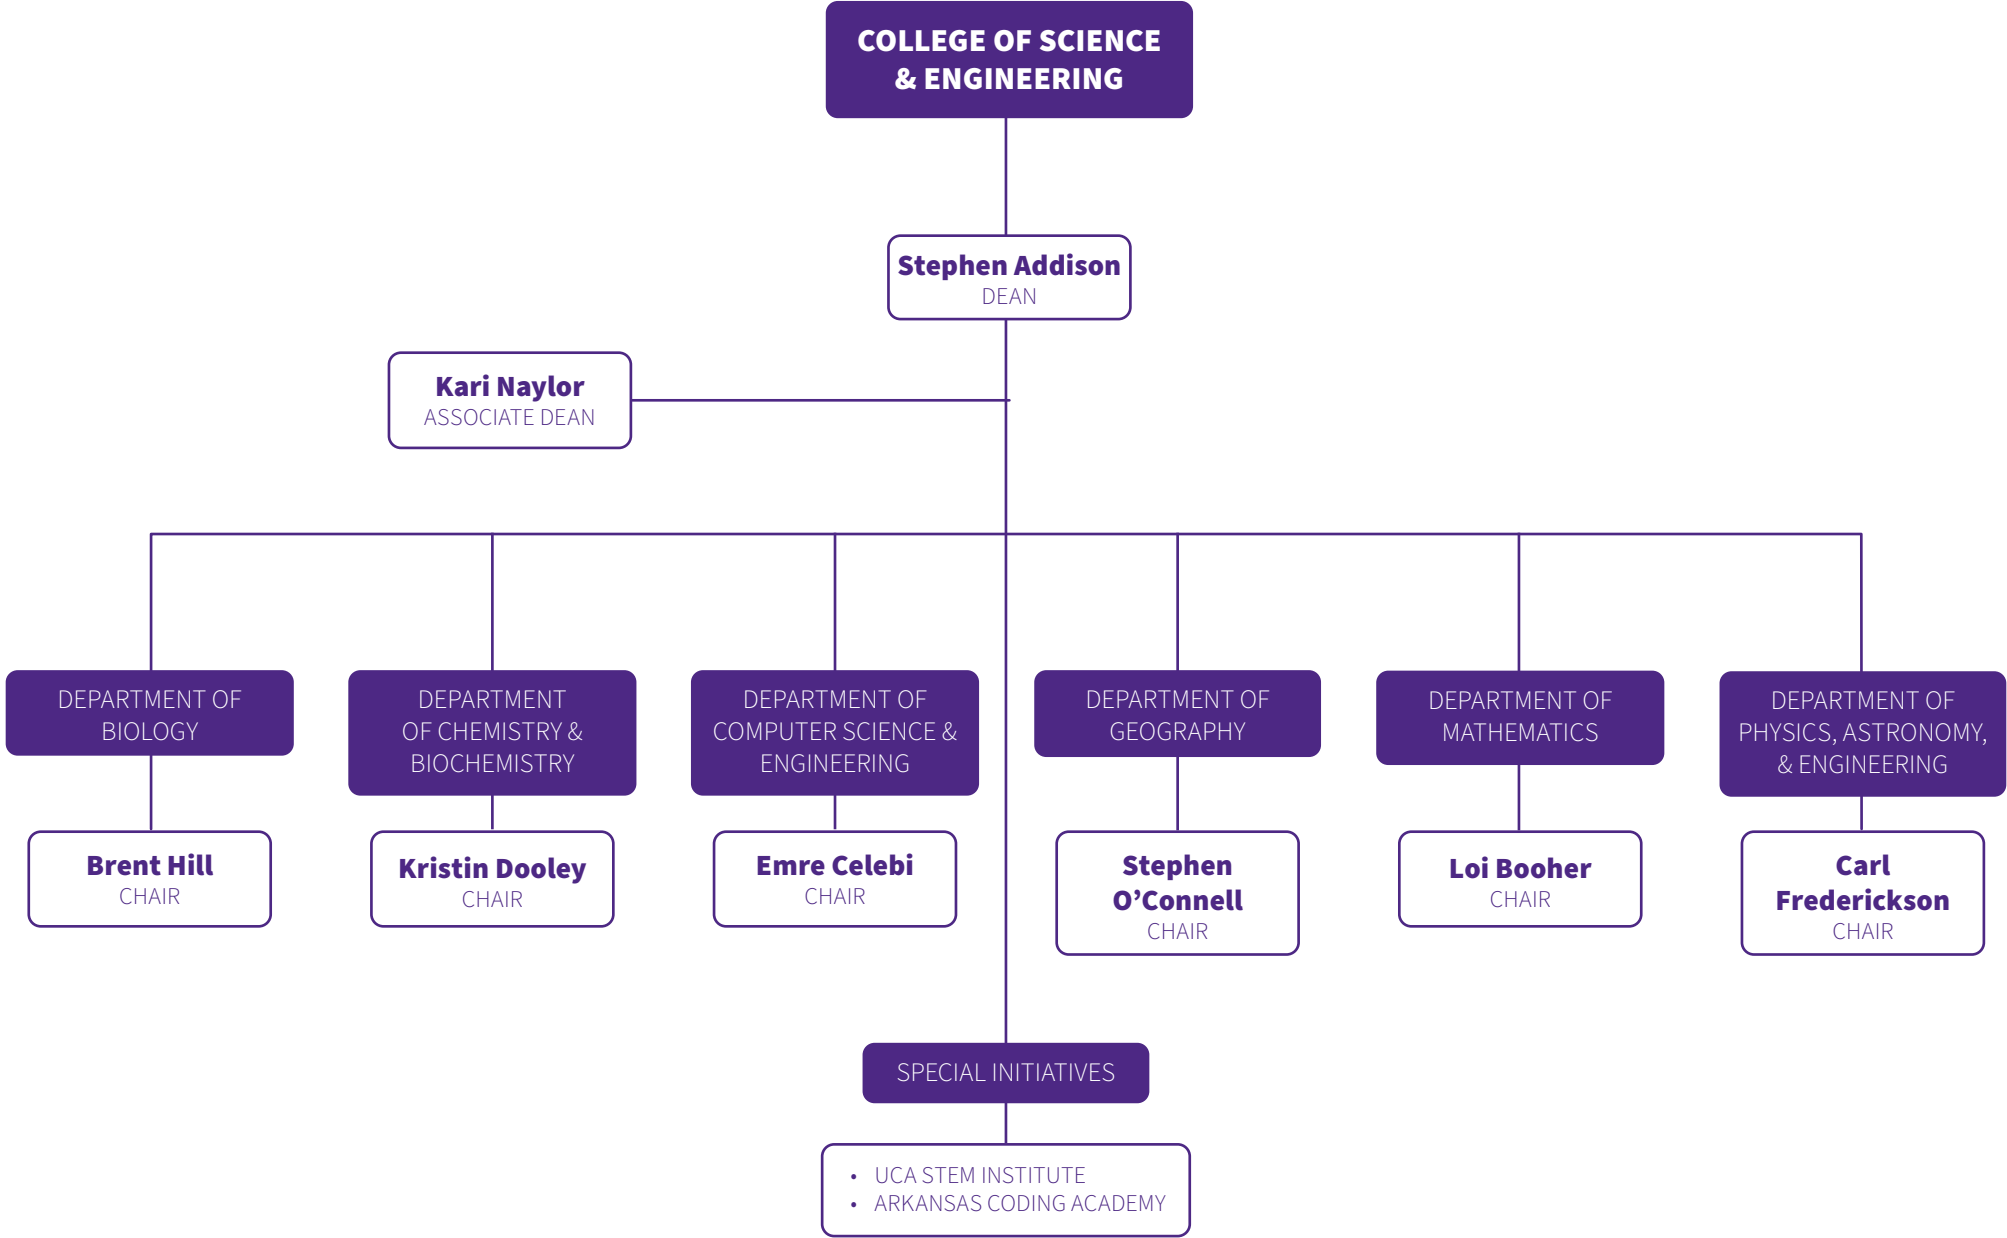 COLLEGE OF SCIENCE
& ENGINEERING
Stephen Addison
DEAN
Kari Naylor
ASSOCIATE DEAN
DEPARTMENT OF
BIOLOGY
Brent Hill
CHAIR
DEPARTMENT
OF CHEMISTRY &
BIOCHEMISTRY
Kristin Dooley
CHAIR
DEPARTMENT OF
COMPUTER SCIENCE &
ENGINEERING
Emre Celebi
CHAIR
DEPARTMENT OF
GEOGRAPHY
Stephen
O’Connell
CHAIR
DEPARTMENT OF
MATHEMATICS
Loi Booher
CHAIR
DEPARTMENT OF
PHYSICS, ASTRONOMY,
& ENGINEERING
Carl
Frederickson
CHAIR
SPECIAL INITIATIVES
• UCA STEM INSTITUTE
• ARKANSAS CODING ACADEMY